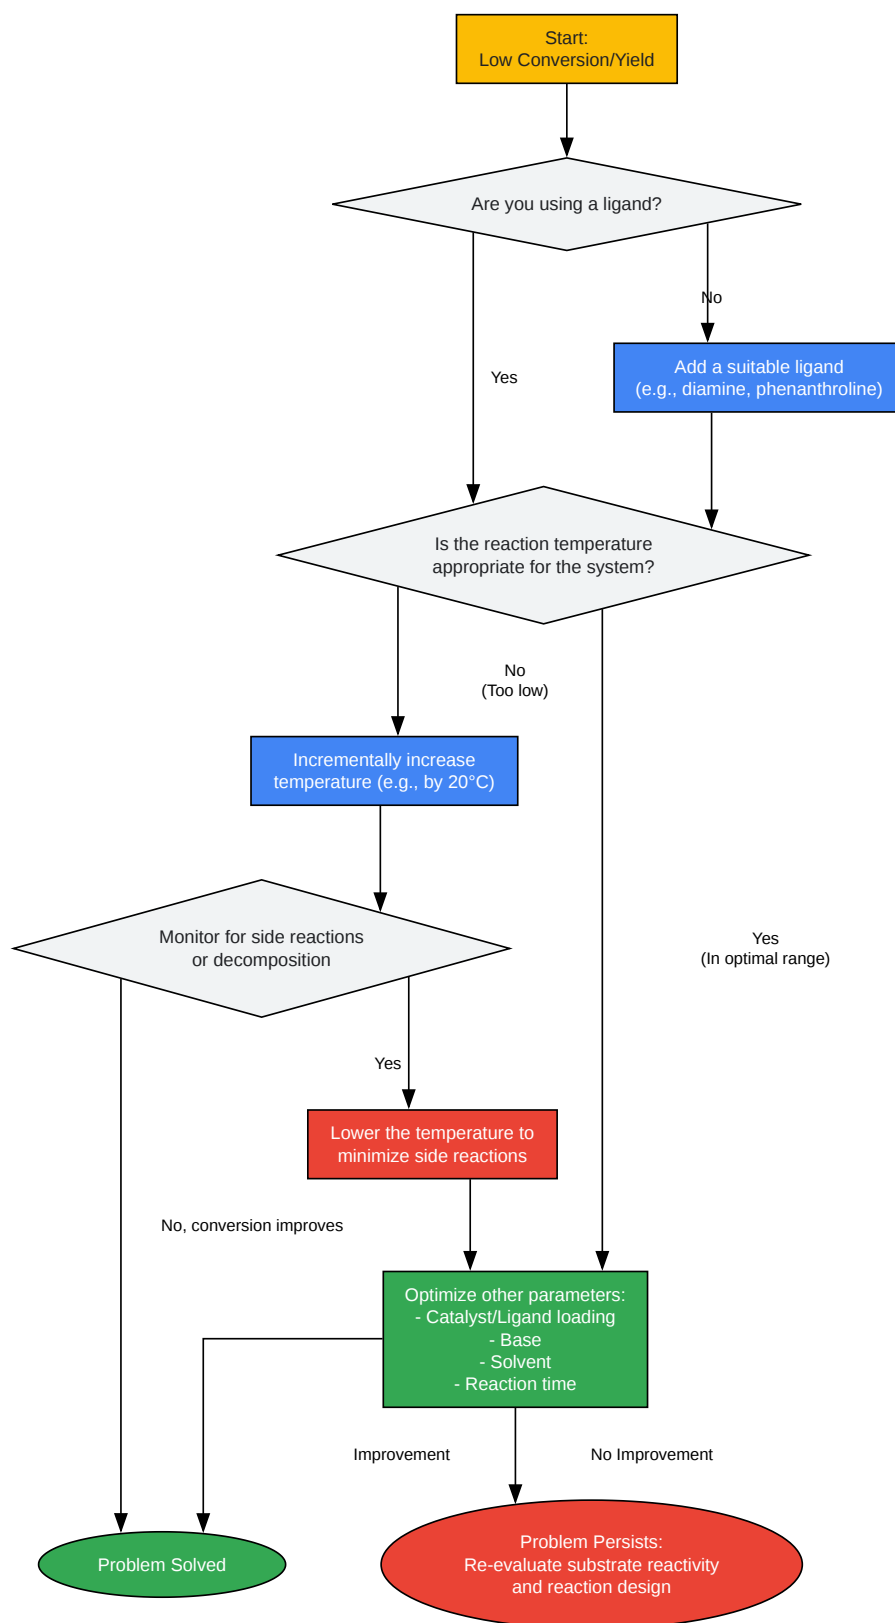 Start:
Low Conversion/Yield
Are you using a ligand?
No
Yes
Add a suitable ligand
(e.g., diamine, phenanthroline)
Is the reaction temperature
appropriate for the system?
No
(Too low)
Incrementally increase
temperature (e.g., by 20°C)
Monitor for side reactions
or decomposition
Yes
(In optimal range)
Yes
Lower the temperature to
minimize side reactions
No, conversion improves
Optimize other parameters:
- Catalyst/Ligand loading
- Base
- Solvent
- Reaction time
Improvement
No Improvement
Problem Solved
Problem Persists:
Re-evaluate substrate reactivity
and reaction design